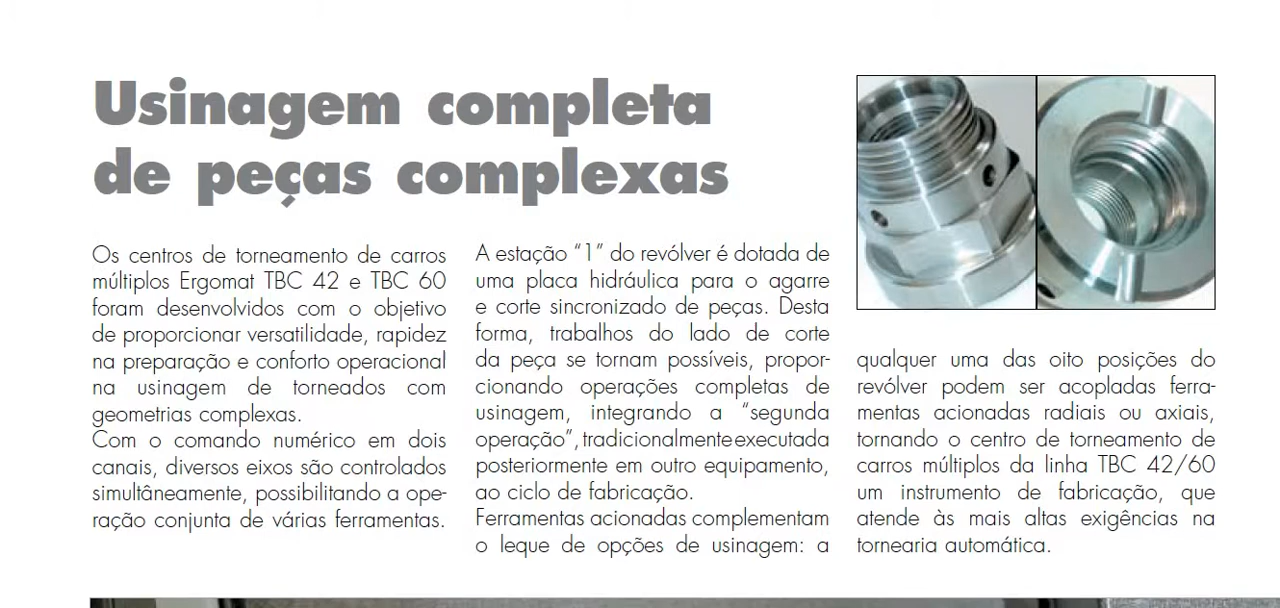 Usinagem completa
de peças complexas
Os centros de torneamento de carros
múltiplos Ergomat TBC 42 e TBC 60
foram desenvolvidos com o objetivo
de proporcionar versatilidade, rapidez
na preparação e conforto operacional
na usinagem de torneados com
geometrias complexas.
Com o comando numérico em dois
canais, diversos eixos são controlados
simultâneamente, possibilitando a ope-
ração conjunta de várias ferramentas.
A estação “1” do revólver é dotada de
uma placa hidráulica para o agarre
e corte sincronizado de peças. Desta
forma, trabalhos do lado de corte
da peça se tornam possíveis, propor-
cionando operações completas de
usinagem, integrando a “segunda
operação”, tradicionalmente executada
posteriormente em outro equipamento,
ao ciclo de fabricação.
Ferramentas acionadas complementam
o leque de opções de usinagem: a
qualquer uma das oito posições do
revólver podem ser acopladas ferra-
mentas acionadas radiais ou axiais,
tornando o centro de torneamento de
carros múltiplos da linha TBC 42/60
um instrumento de fabricação, que
atende às mais altas exigências na
tornearia automática.